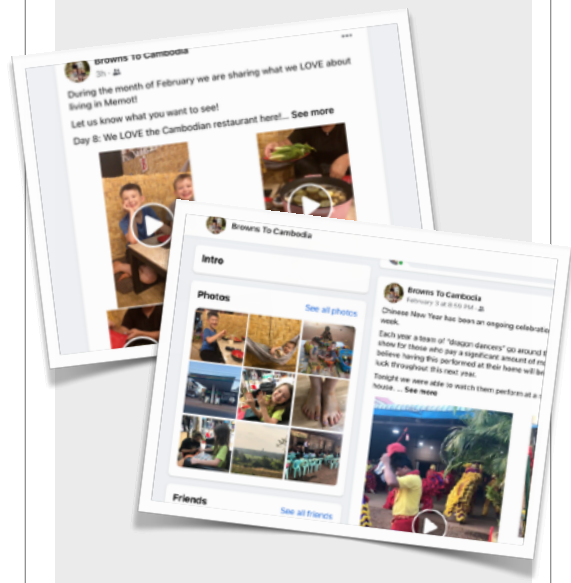 Browns To Cambodia
3h
During the month of February we are sharing what we LOVE about
living in Memot!
Let us know what you want to see!
Day 8: We LOVE the Cambodian restaurant here!... See more
Browns To Cambodia
Intro
Photos
See all photos
Friends
See all friends
Browns To Cambodia
February 3 at 8:59 PM
Chinese New Year has been an ongoing celebratio
week.
Each year a team of "dragon dancers" go around t
show for those who pay a significant amount of m
believe having this performed at their home will be
luck throughout this next year.
Tonight we were able to watch them perform at a
house. ... See more